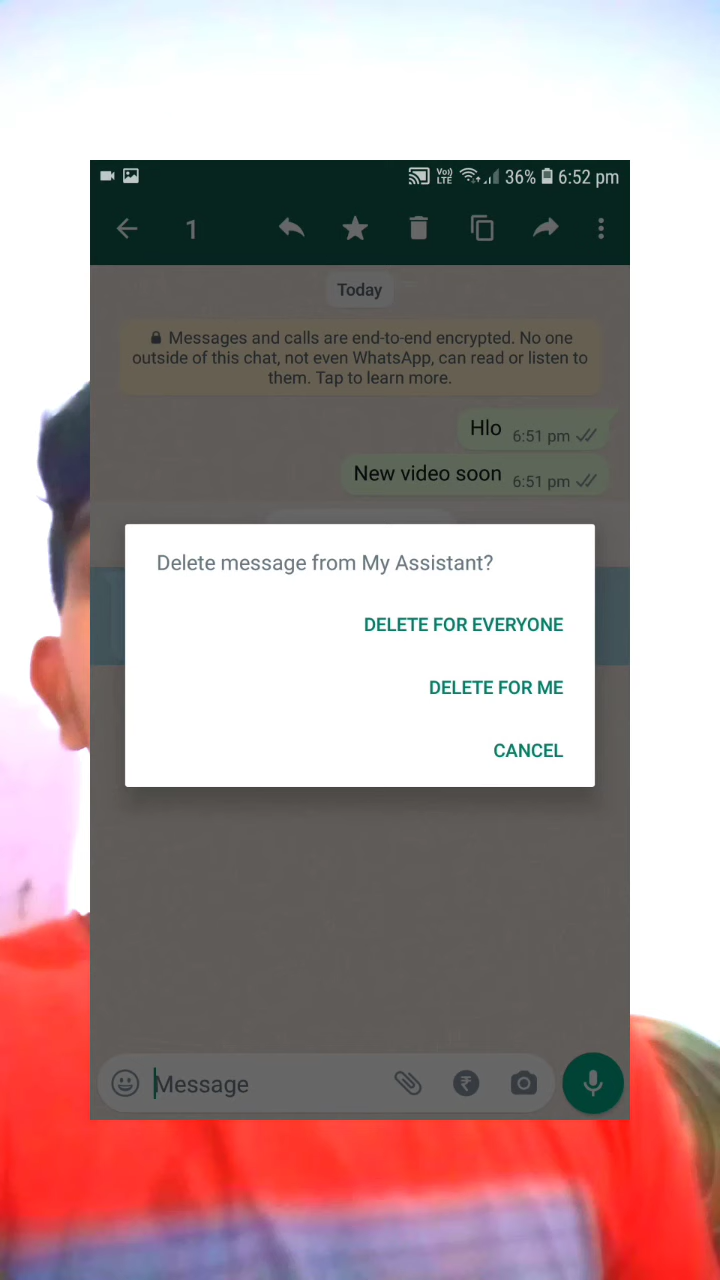 Vo) LTE 36% 6:52 pm
1
Today
Messages and calls are end-to-end encrypted. No one
outside of this chat, not even WhatsApp, can read or listen to
them. Tap to learn more.
Hlo 6:51 pm
New video soon 6:51 pm
Delete message from My Assistant?
DELETE FOR EVERYONE
DELETE FOR ME
CANCEL
Message
₹